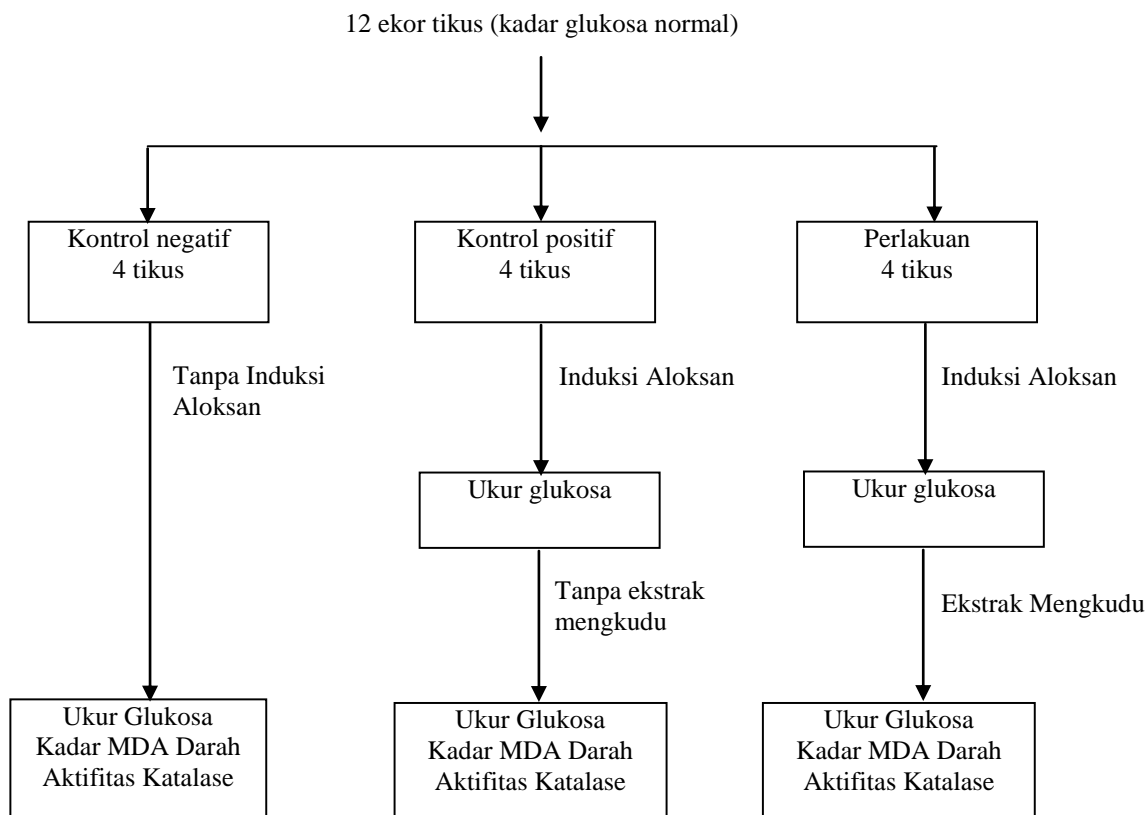 12 ekor tikus (kadar glukosa normal)
Kontrol negatif
4 tikus
Kontrol positif
4 tikus
Perlakuan
4 tikus
Tanpa Induksi
Aloksan
Induksi Aloksan
Induksi Aloksan
Ukur glukosa
Ukur glukosa
Tanpa ekstrak
mengkudu
Ekstrak Mengkudu
Ukur Glukosa
Kadar MDA Darah
Aktifitas Katalase
Ukur Glukosa
Kadar MDA Darah
Aktifitas Katalase
Ukur Glukosa
Kadar MDA Darah
Aktifitas Katalase